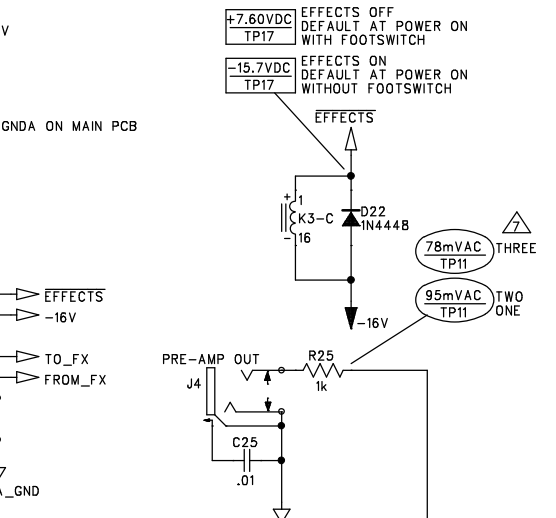 V
+7.60VDC
TP17
EFFECTS OFF
DEFAULT AT POWER ON
WITH FOOTSWITCH
-15.7VDC
TP17
EFFECTS ON
DEFAULT AT POWER ON
WITHOUT FOOTSWITCH
GNDA ON MAIN PCB
EFFECTS
+ 1
K3-C
- 16
D22
1N4448
-16V
7
78mVAC
TP11
THREE
95mVAC
TP11
TWO
ONE
EFFECTS
-16V
TO_FX
FROM_FX
PRE-AMP OUT
J4
R25
1k
C25
.01
_GND